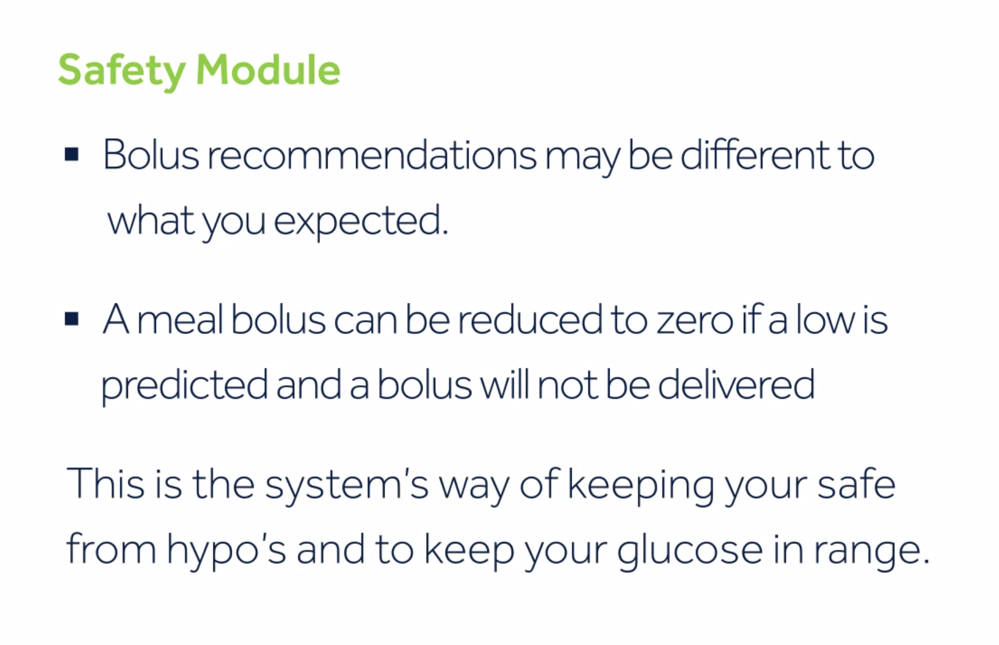 Safety Module
▪ Bolus recommendations may be different to
what you expected.
▪ A meal bolus can be reduced to zero if a low is
predicted and a bolus will not be delivered
This is the system's way of keeping your safe
from hypo's and to keep your glucose in range.